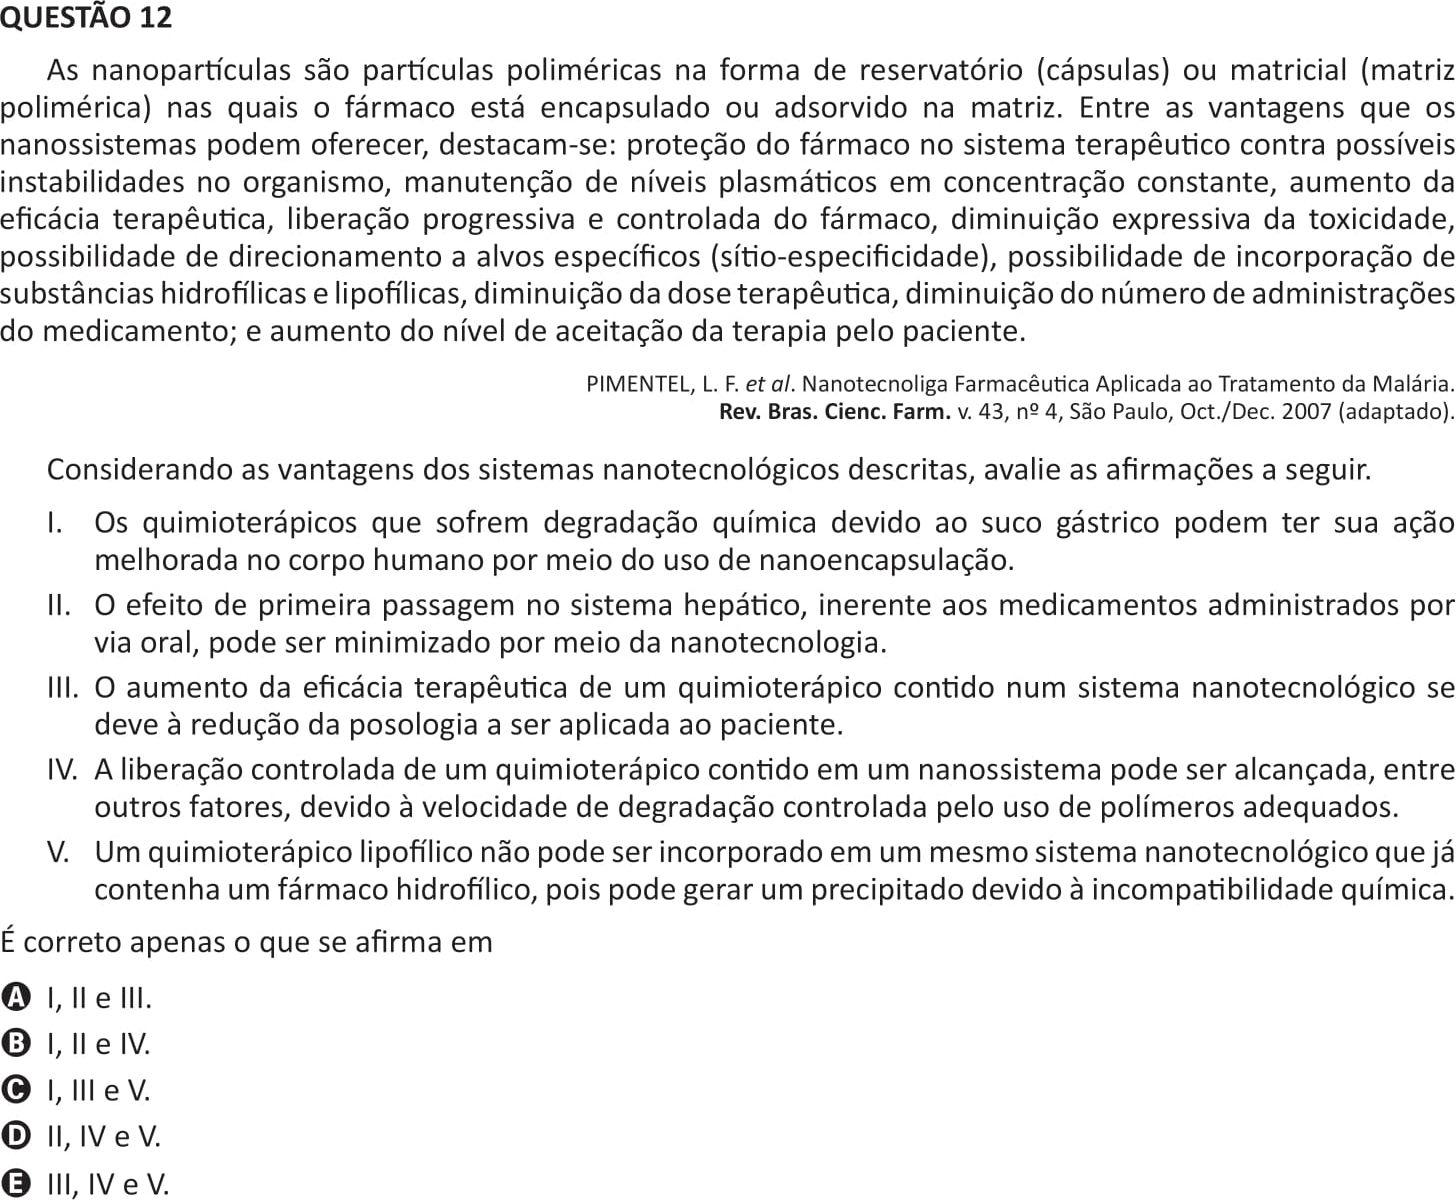 QUESTÃO 12
As nanopartículas são partículas poliméricas na forma de reservatório (cápsulas) ou matricial (matriz
polimérica) nas quais o fármaco está encapsulado ou adsorvido na matriz. Entre as vantagens que os
nanossistemas podem oferecer, destacam-se: proteção do fármaco no sistema terapêutico contra possíveis
instabilidades no organismo, manutenção de níveis plasmáticos em concentração constante, aumento da
eficácia terapêutica, liberação progressiva e controlada do fármaco, diminuição expressiva da toxicidade,
possibilidade de direcionamento a alvos específicos (sítio-especificidade), possibilidade de incorporação de
substâncias hidrofílicas e lipofílicas, diminuição da dose terapêutica, diminuição do número de administrações
do medicamento; e aumento do nível de aceitação da terapia pelo paciente.
PIMENTEL, L. F. et al. Nanotecnoliga Farmacêutica Aplicada ao Tratamento da Malária.
Rev. Bras. Cienc. Farm. v. 43, nº 4, São Paulo, Oct./Dec. 2007 (adaptado).
Considerando as vantagens dos sistemas nanotecnológicos descritas, avalie as afirmações a seguir.
I. Os quimioterápicos que sofrem degradação química devido ao suco gástrico podem ter sua ação
melhorada no corpo humano por meio do uso de nanoencapsulação.
II. O efeito de primeira passagem no sistema hepático, inerente aos medicamentos administrados por
via oral, pode ser minimizado por meio da nanotecnologia.
III. O aumento da eficácia terapêutica de um quimioterápico contido num sistema nanotecnológico se
deve à redução da posologia a ser aplicada ao paciente.
IV. A liberação controlada de um quimioterápico contido em um nanossistema pode ser alcançada, entre
outros fatores, devido à velocidade de degradação controlada pelo uso de polímeros adequados.
V. Um quimioterápico lipofílico não pode ser incorporado em um mesmo sistema nanotecnológico que já
contenha um fármaco hidrofílico, pois pode gerar um precipitado devido à incompatibilidade química.
É correto apenas o que se afirma em
A I, II e III.
B I, II e IV.
C I, III e V.
D II, IV e V.
E III, IV e V.